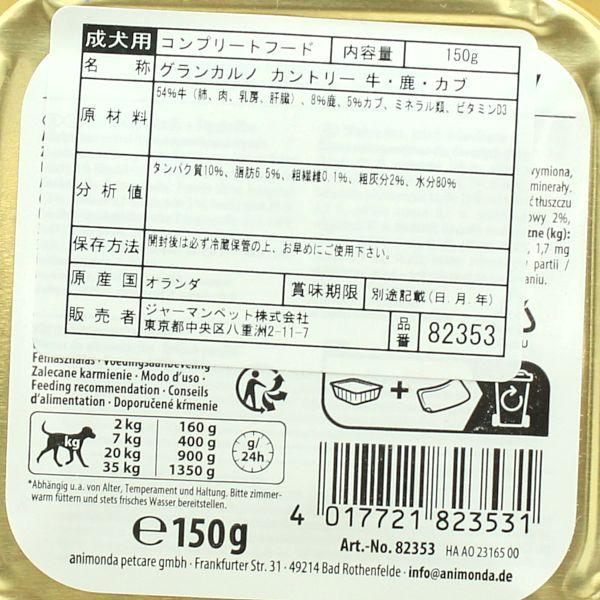 成犬用 コンプリートフード 内容量 150g
名 称 グランカルノ カントリー 牛・鹿・カブ
原材料 54%牛（肺、肉、乳房、肝臓）、8%鹿、5%カブ、ミネラル類、ビタミンD3
分析値 タンパク質10%、脂肪6.5%、粗繊維0.1%、粗灰分2%、水分80%
保存方法 開封後は必ず冷蔵保管の上、お早めにご使用下さい。
原産国 オランダ 賞味期限 別途記載(日.月.年)
販売者 ジャーマンペット株式会社
東京都中央区八重洲2-11-7
品番 82353
minerały.
tłuszczu
2%,
(kg):
1,7 mg
partii /
Zalecane karmienie · Modo d'uso ·
Feeding recommendation · Conseils
d'alimentation · Doporučené krmenie
kg
2 kg 160 g
7 kg 400 g
20 kg 900 g
35 kg 1350 g
g/
24h
*Abhängig u. a. von Alter, Temperament und Haltung. Bitte zimmer-
warm füttern und stets frisches Wasser bereitstellen.
+
4 017721 823531
e 150 g
Art.-No. 82353 HA AO 23165 00
animonda petcare gmbh · Frankfurter Str. 31 · 49214 Bad Rothenfelde · info@animonda.de